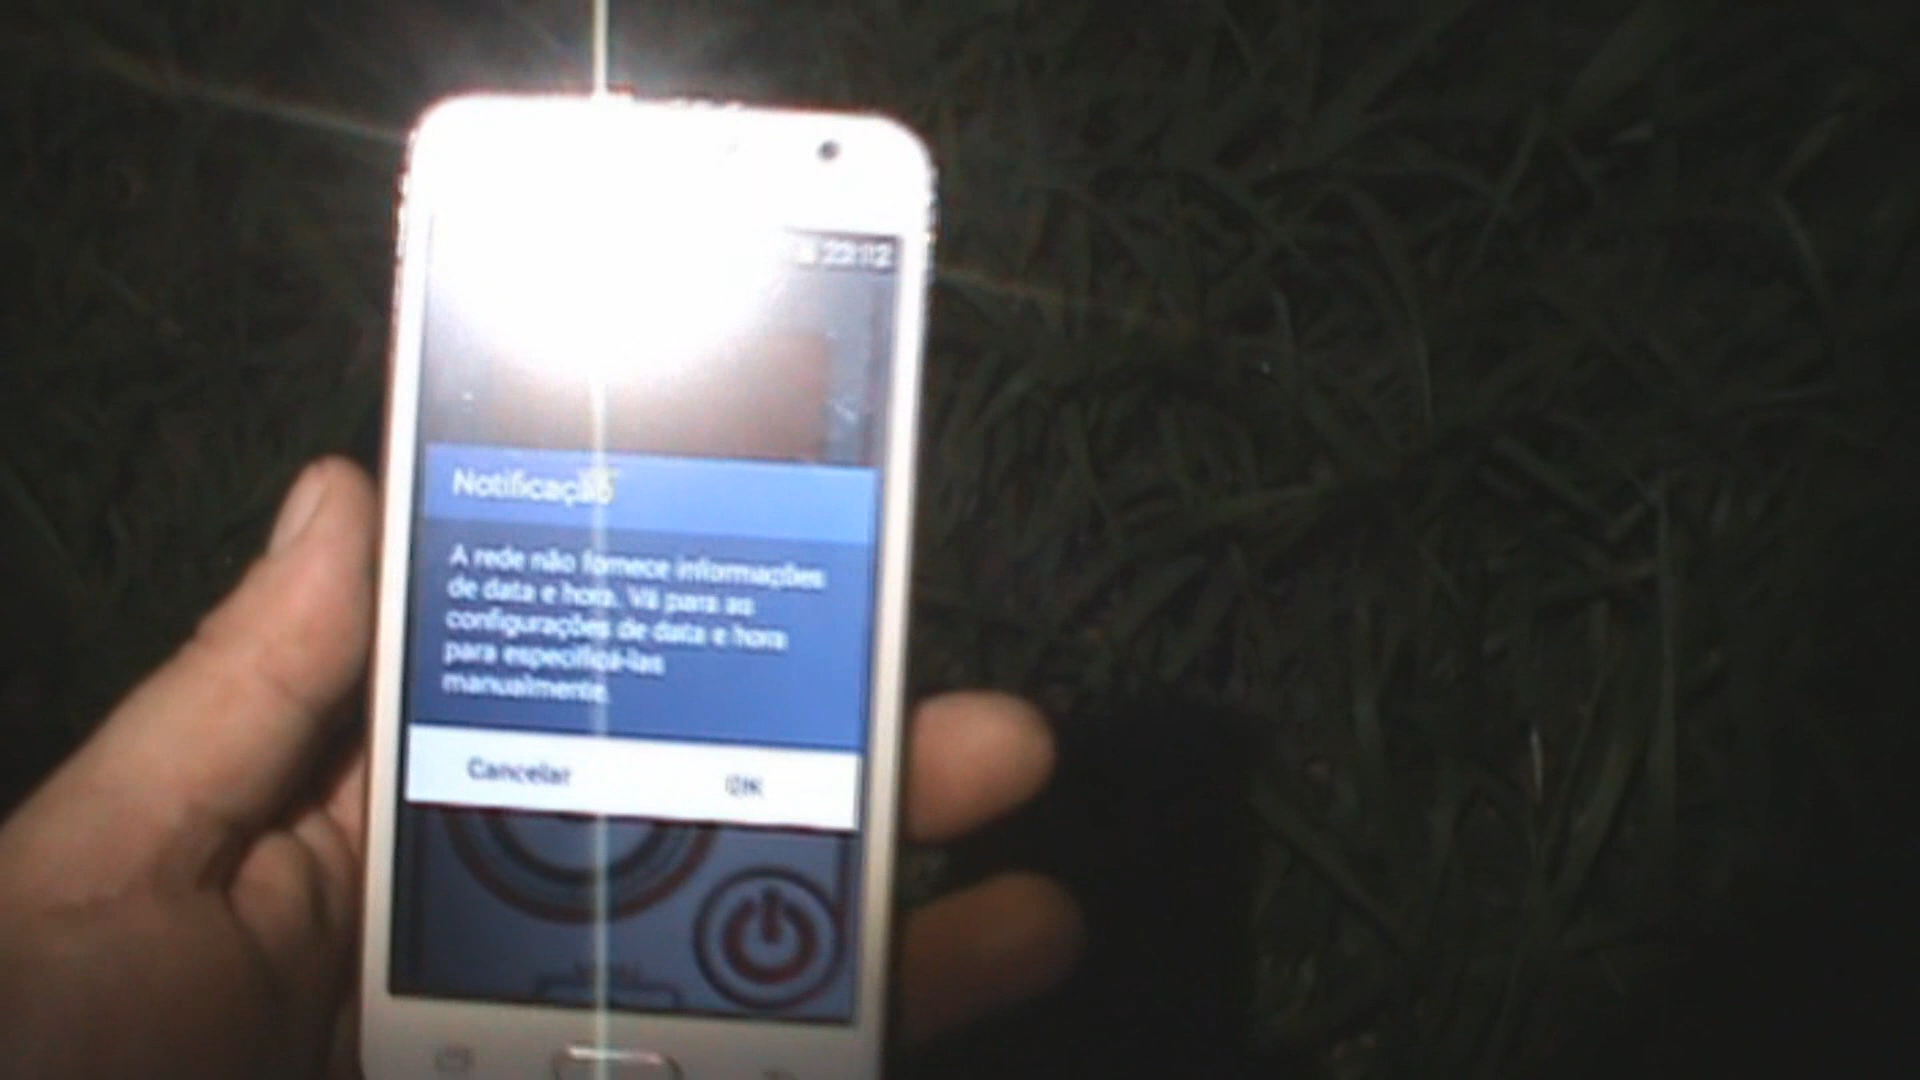 23:12
Notificação
A rede não fornece informações
de data e hora. Vá para as
configurações de data e hora
para especificá-las
manualmente.
Cancelar OK